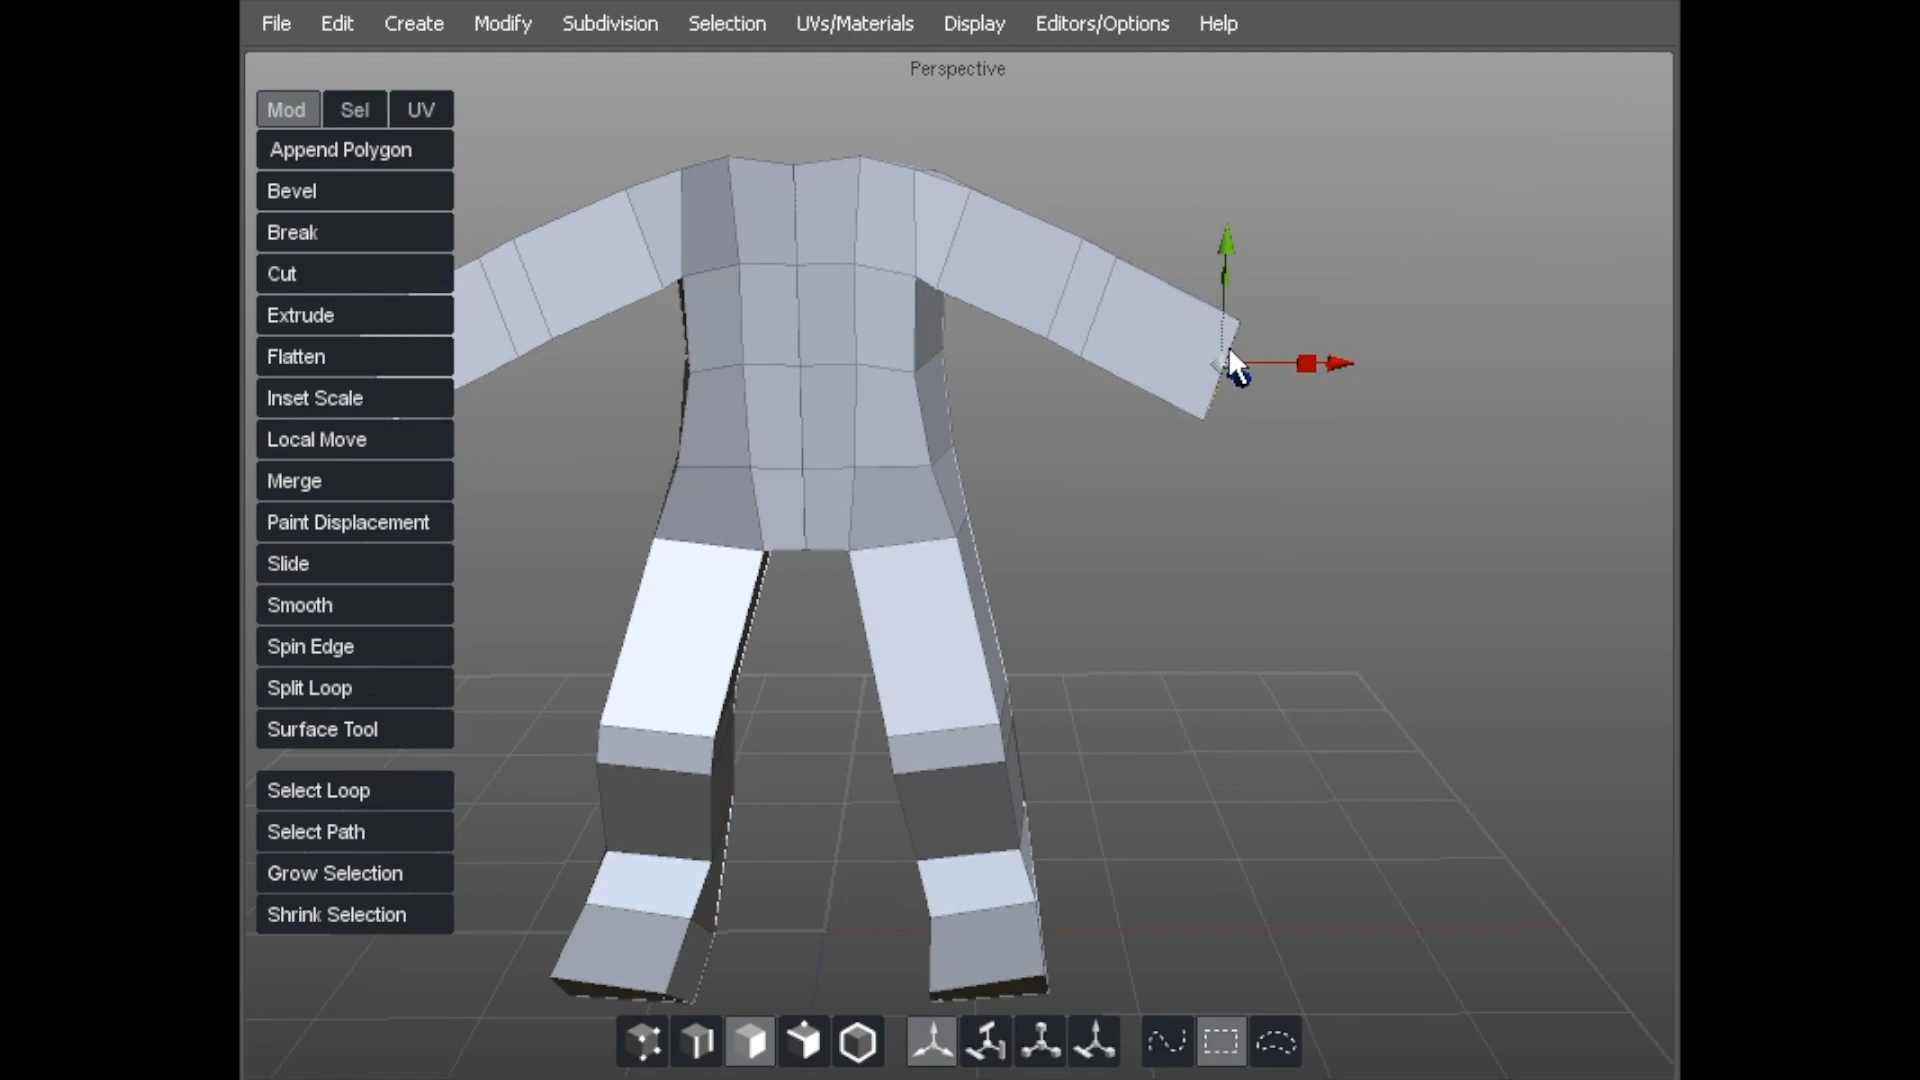 File Edit Create Modify Subdivision Selection UVs/Materials Display Editors/Options Help
Perspective
Mod Sel UV
Append Polygon
Bevel
Break
Cut
Extrude
Flatten
Inset Scale
Local Move
Merge
Paint Displacement
Slide
Smooth
Spin Edge
Split Loop
Surface Tool
Select Loop
Select Path
Grow Selection
Shrink Selection